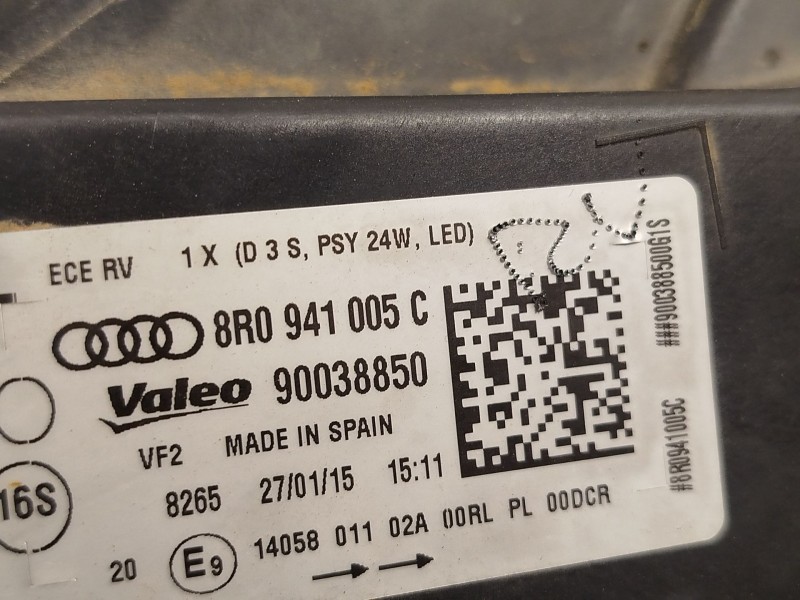 ECE RV 1 X (D 3 S, PSY 24W, LED)
8R0 941 005 C
Valeo 90038850
VF2 MADE IN SPAIN
16S
8265 27/01/15 15:11
20 E9 14058 011 02A 00RL PL 00DCR
###900388500G1S
#8R0941005C